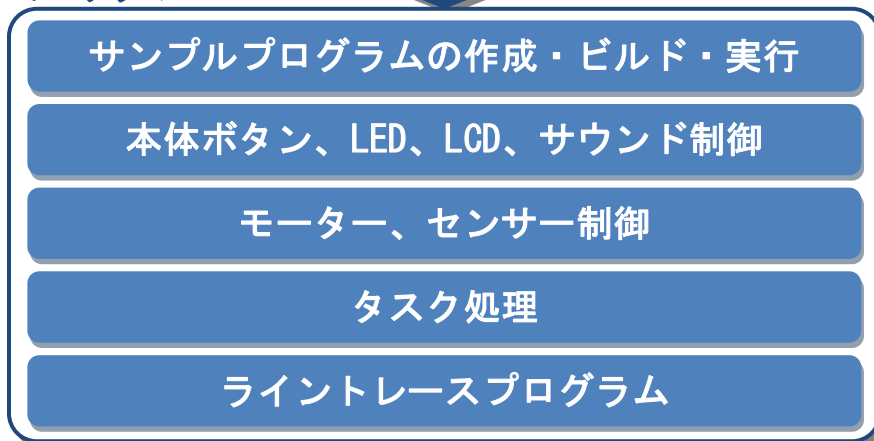 サンプルプログラムの作成・ビルド・実行
本体ボタン、LED、LCD、サウンド制御
モーター、センサー制御
タスク処理
ライントレースプログラム